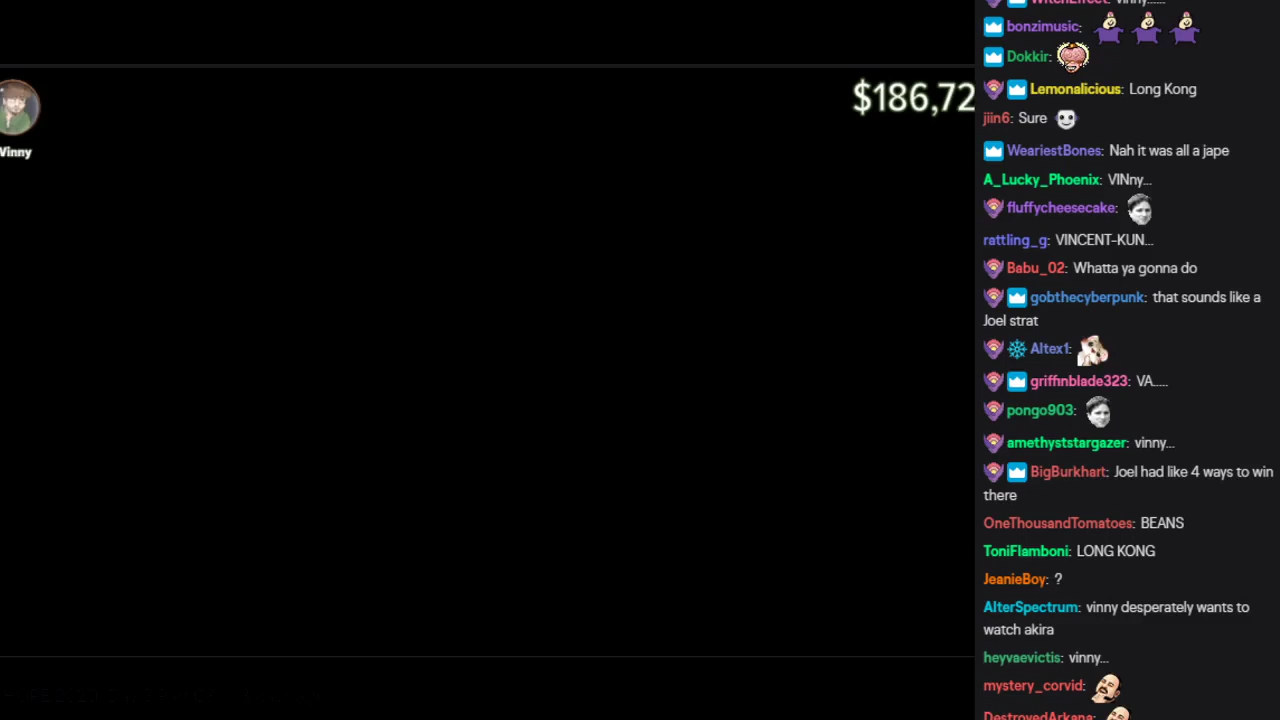 WitchEffect: vinny......
bonzimusic:
Dokkir:
$186,72
Lemonalicious: Long Kong
jiin6: Sure
Vinny
WeariestBones: Nah it was all a jape
A_Lucky_Phoenix: VINny...
fluffycheesecake:
rattling_g: VINCENT-KUN...
Babu_02: Whatta ya gonna do
gobthecyberpunk: that sounds like a
Joel strat
Altex1:
griffinblade323: VA.....
pongo903:
amethyststargazer: vinny...
BigBurkhart: Joel had like 4 ways to win
there
OneThousandTomatoes: BEANS
ToniFlamboni: LONG KONG
JeanieBoy: ?
AlterSpectrum: vinny desperately wants to
watch akira
heyvaevictis: vinny...
mystery_corvid:
DestroyedArkana: